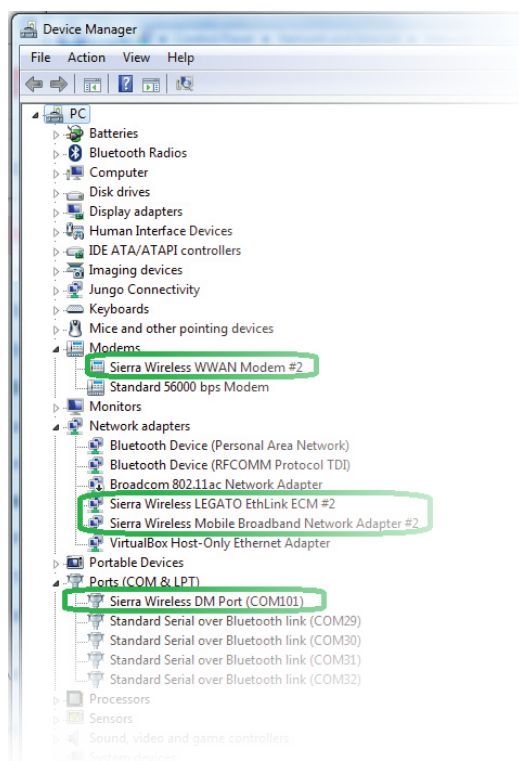 Device Manager
File Action View Help
PC
Batteries
Bluetooth Radios
Computer
Disk drives
Display adapters
Human Interface Devices
IDE ATA/ATAPI controllers
Imaging devices
Jungo Connectivity
Keyboards
Mice and other pointing devices
Modems
Sierra Wireless WWAN Modem #2
Standard 56000 bps Modem
Monitors
Network adapters
Bluetooth Device (Personal Area Network)
Bluetooth Device (RFCOMM Protocol TDI)
Broadcom 802.11ac Network Adapter
Sierra Wireless LEGATO EthLink ECM #2
Sierra Wireless Mobile Broadband Network Adapter #2
VirtualBox Host-Only Ethernet Adapter
Portable Devices
Ports (COM & LPT)
Sierra Wireless DM Port (COM101)
Standard Serial over Bluetooth link (COM29)
Standard Serial over Bluetooth link (COM30)
Standard Serial over Bluetooth link (COM31)
Standard Serial over Bluetooth link (COM32)
Processors
Sensors
Sound, video and game controllers
System devices